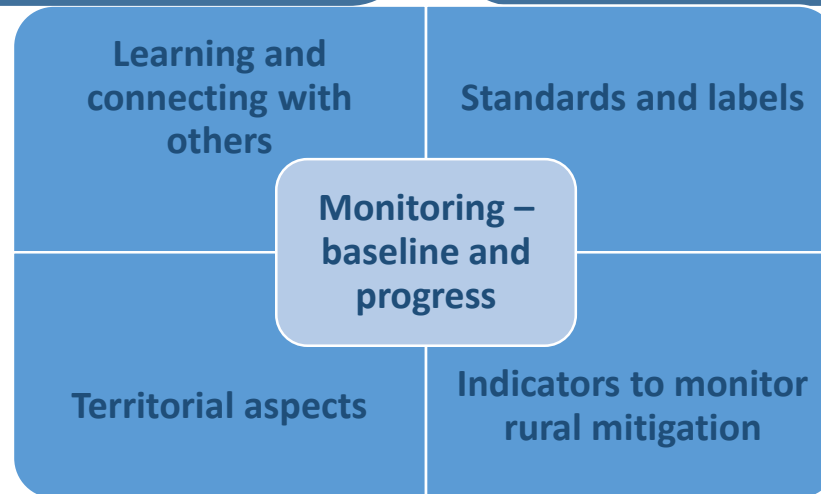 Learning and
connecting with
others
Standards and labels
Monitoring –
baseline and
progress
Territorial aspects
Indicators to monitor
rural mitigation